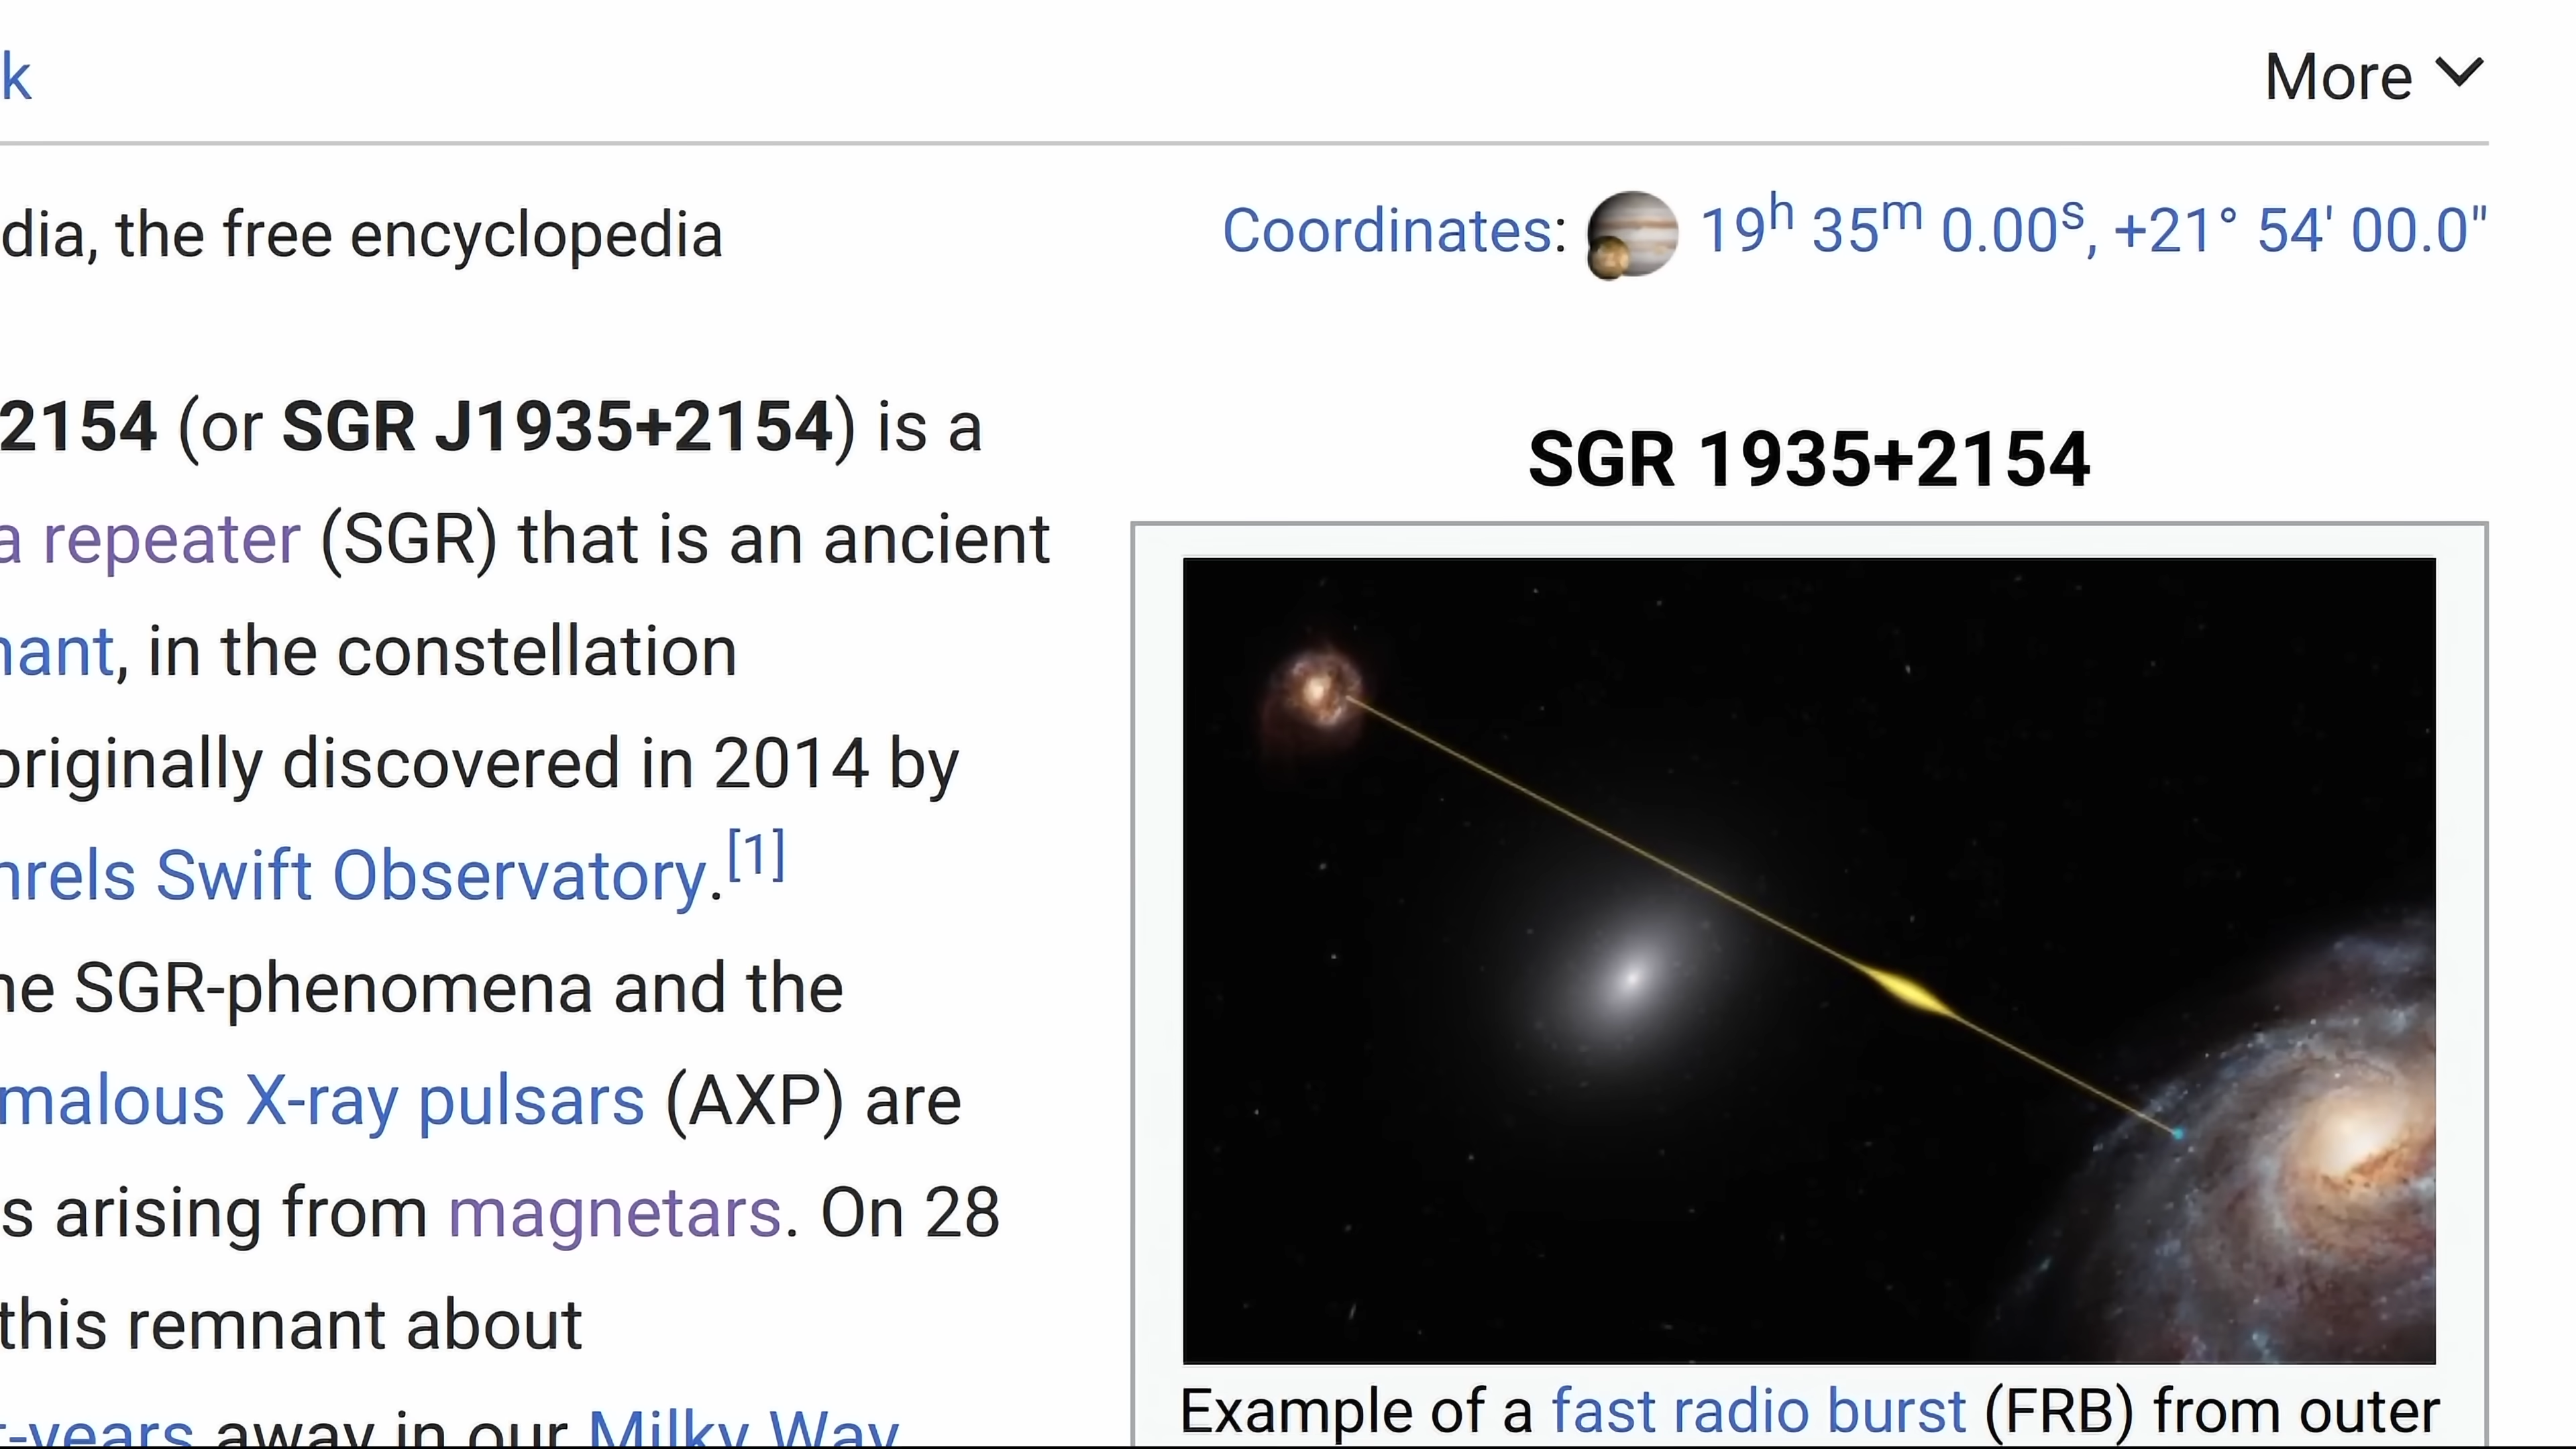 k
More
dia, the free encyclopedia
Coordinates: 19h 35m 0.00s, +21° 54' 00.0"
2154 (or SGR J1935+2154) is a
a repeater (SGR) that is an ancient
nant, in the constellation
originally discovered in 2014 by
hrels Swift Observatory.[1]
he SGR-phenomena and the
malous X-ray pulsars (AXP) are
s arising from magnetars. On 28
this remnant about
t-years away in our Milky Way
SGR 1935+2154
Example of a fast radio burst (FRB) from outer